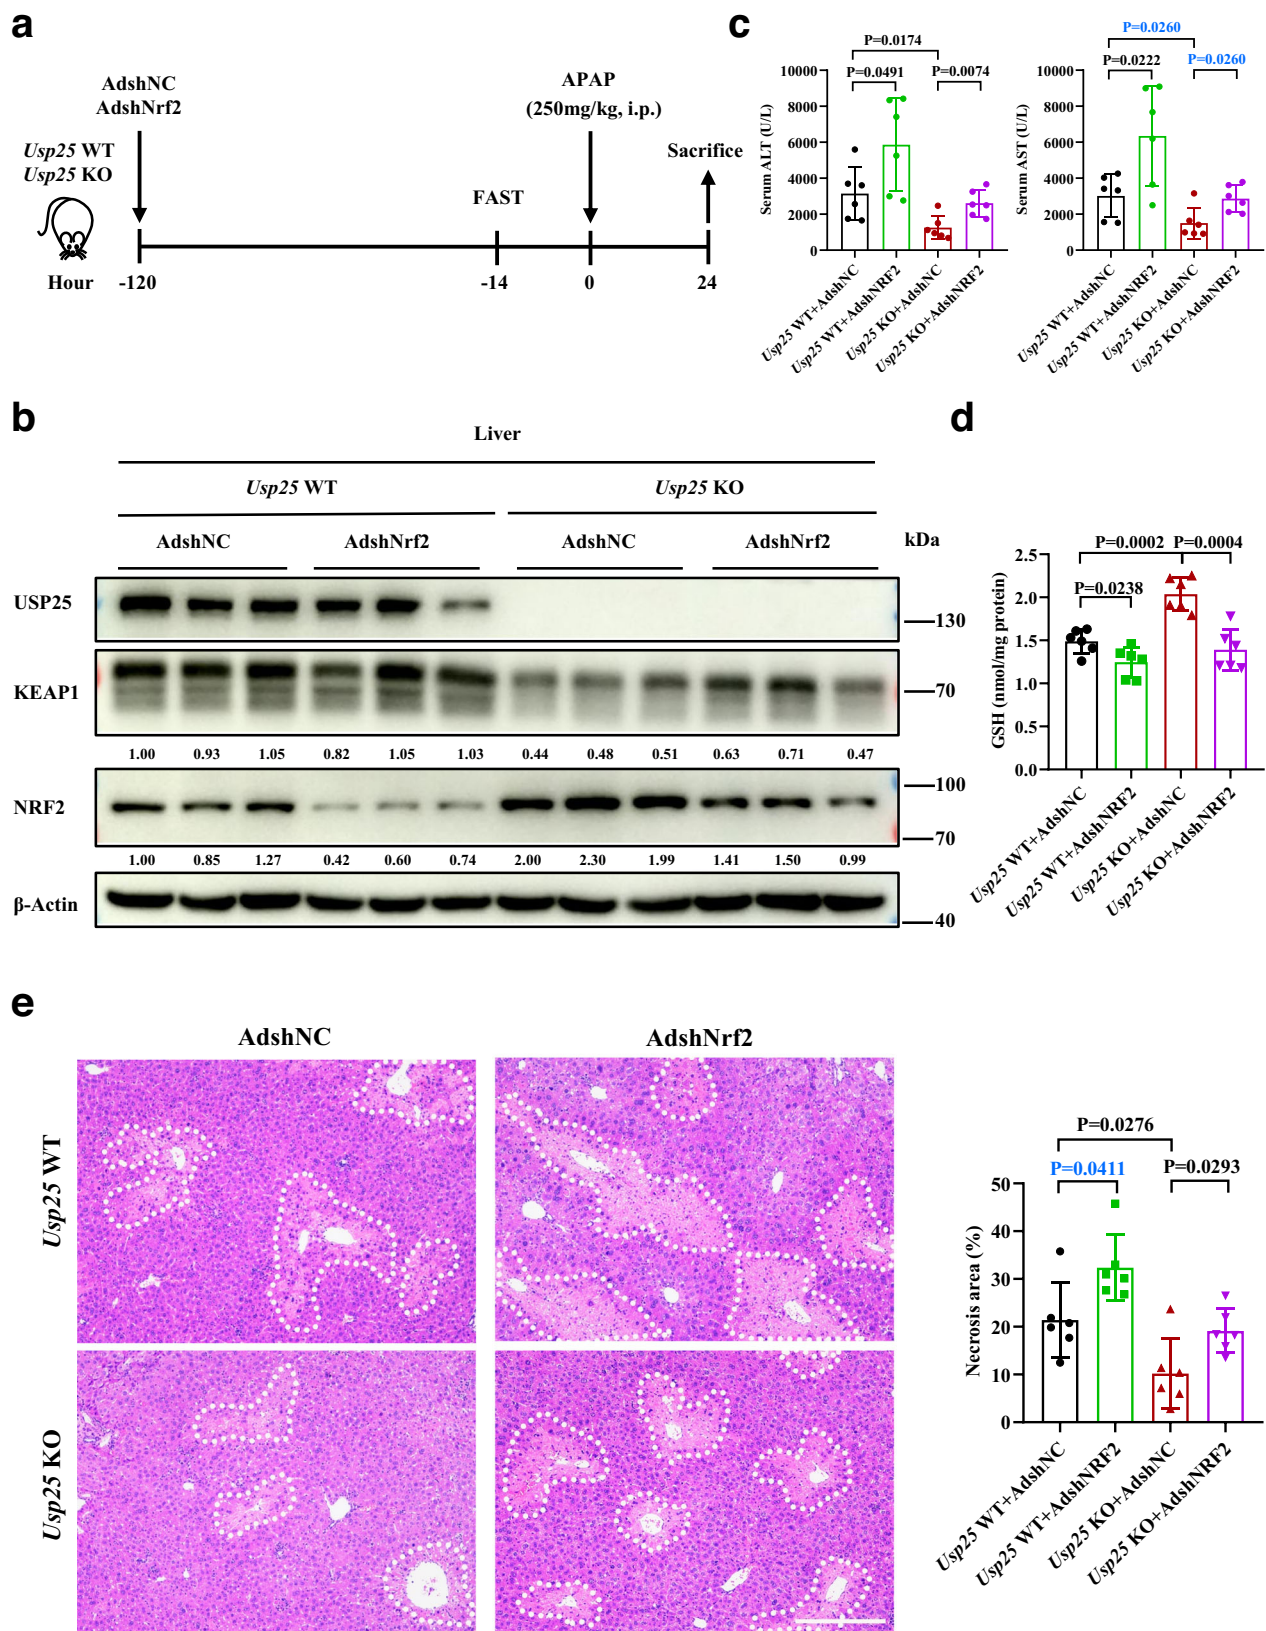 a
AdshNC
AdshNrf2
Usp25 WT
Usp25 KO
APAP
(250mg/kg, i.p.)
Sacrifice
FAST
Hour -120 -14 0 24
c
P=0.0174
P=0.0491 P=0.0074
10000
8000
6000
4000
2000
0
Serum ALT (U/L)
Usp25 WT+AdshNC
Usp25 WT+AdshNRF2
Usp25 KO+AdshNC
Usp25 KO+AdshNRF2
P=0.0260
P=0.0222 P=0.0260
10000
8000
6000
4000
2000
0
Serum AST (U/L)
Usp25 WT+AdshNC
Usp25 WT+AdshNRF2
Usp25 KO+AdshNC
Usp25 KO+AdshNRF2
b
Liver
Usp25 WT Usp25 KO
AdshNC AdshNrf2 AdshNC AdshNrf2 kDa
USP25
130
KEAP1
70
1.00 0.93 1.05 0.82 1.05 1.03 0.44 0.48 0.51 0.63 0.71 0.47
100
NRF2
70
1.00 0.85 1.27 0.42 0.60 0.74 2.00 2.30 1.99 1.41 1.50 0.99
β-Actin
40
d
P=0.0002 P=0.0004
P=0.0238
2.5
2.0
1.5
1.0
0.5
0.0
GSH (nmol/mg protein)
Usp25 WT+AdshNC
Usp25 WT+AdshNRF2
Usp25 KO+AdshNC
Usp25 KO+AdshNRF2
e
AdshNC AdshNrf2
Usp25 WT
Usp25 KO
P=0.0276
P=0.0411 P=0.0293
50
40
30
20
10
0
Necrosis area (%)
Usp25 WT+AdshNC
Usp25 WT+AdshNRF2
Usp25 KO+AdshNC
Usp25 KO+AdshNRF2